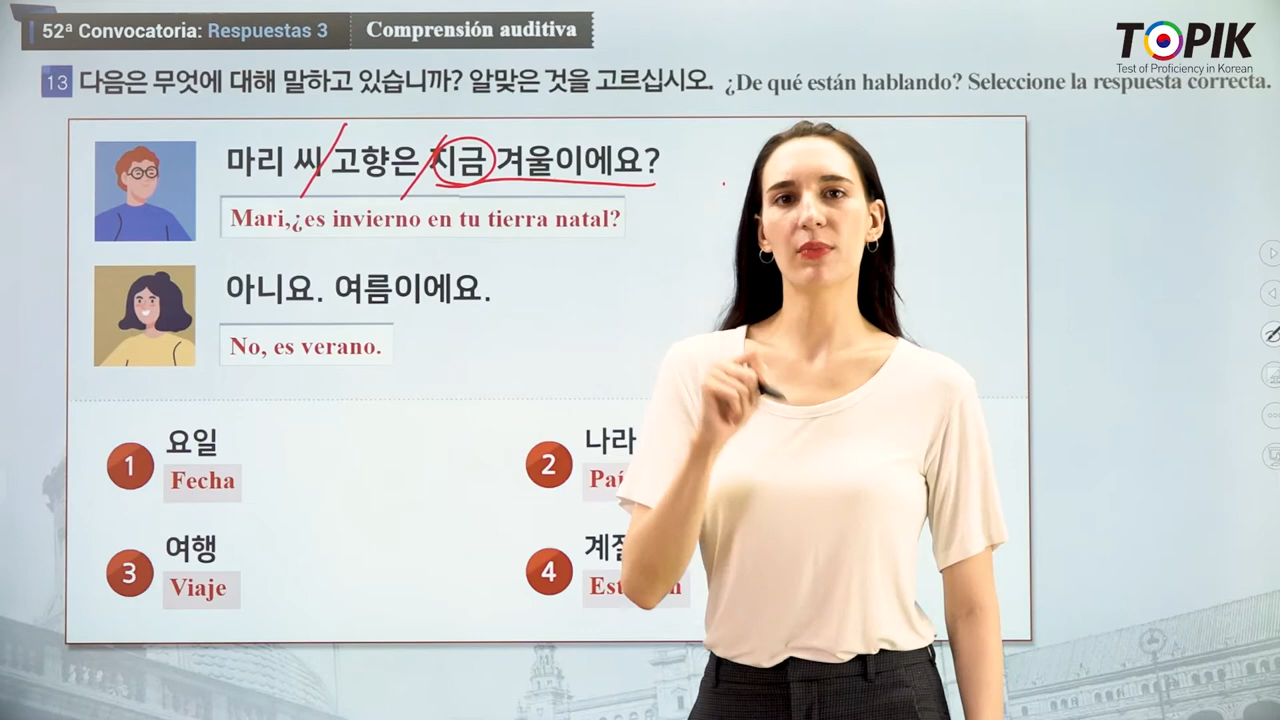 52ª Convocatoria: Respuestas 3 Comprensión auditiva
TOPIK
Test of Proficiency in Korean
13 다음은 무엇에 대해 말하고 있습니까? 알맞은 것을 고르십시오. ¿De qué están hablando? Seleccione la respuesta correcta.
마리 씨 고향은 지금 겨울이에요?
Mari,¿es invierno en tu tierra natal?
아니요. 여름이에요.
No, es verano.
1 요일
Fecha
2 나라
3 여행
Viaje
4